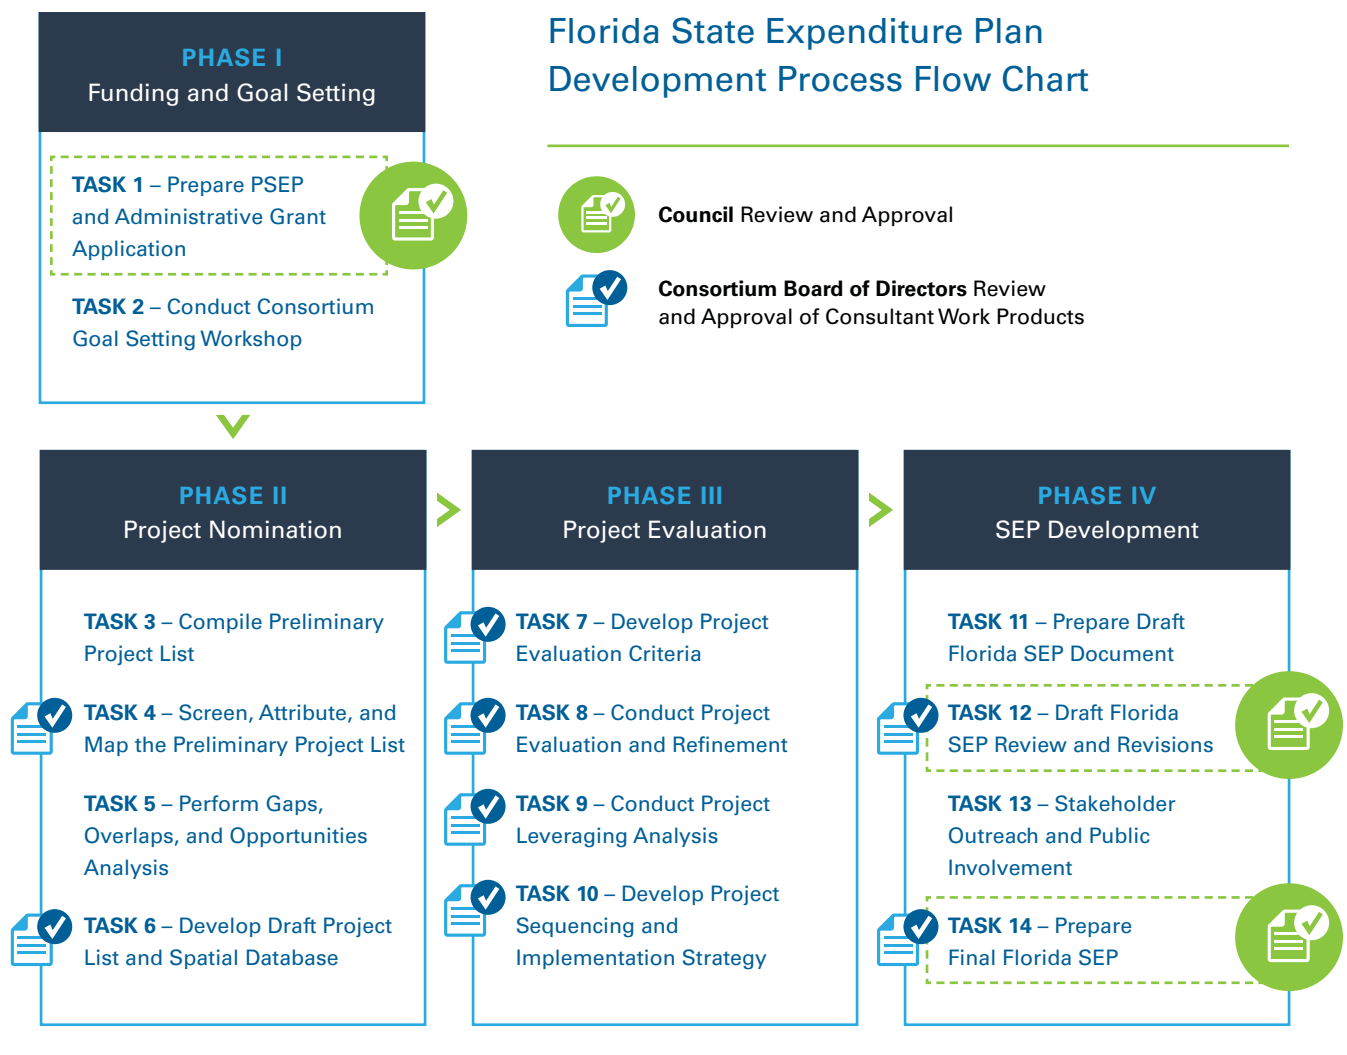 Florida State Expenditure Plan
Development Process Flow Chart
Council Review and Approval
Consortium Board of Directors Review
and Approval of Consultant Work Products
PHASE I
Funding and Goal Setting
TASK 1 – Prepare PSEP
and Administrative Grant
Application
TASK 2 – Conduct Consortium
Goal Setting Workshop
PHASE II
Project Nomination
TASK 3 – Compile Preliminary
Project List
TASK 4 – Screen, Attribute, and
Map the Preliminary Project List
TASK 5 – Perform Gaps,
Overlaps, and Opportunities
Analysis
TASK 6 – Develop Draft Project
List and Spatial Database
PHASE III
Project Evaluation
TASK 7 – Develop Project
Evaluation Criteria
TASK 8 – Conduct Project
Evaluation and Refinement
TASK 9 – Conduct Project
Leveraging Analysis
TASK 10 – Develop Project
Sequencing and
Implementation Strategy
PHASE IV
SEP Development
TASK 11 – Prepare Draft
Florida SEP Document
TASK 12 – Draft Florida
SEP Review and Revisions
TASK 13 – Stakeholder
Outreach and Public
Involvement
TASK 14 – Prepare
Final Florida SEP